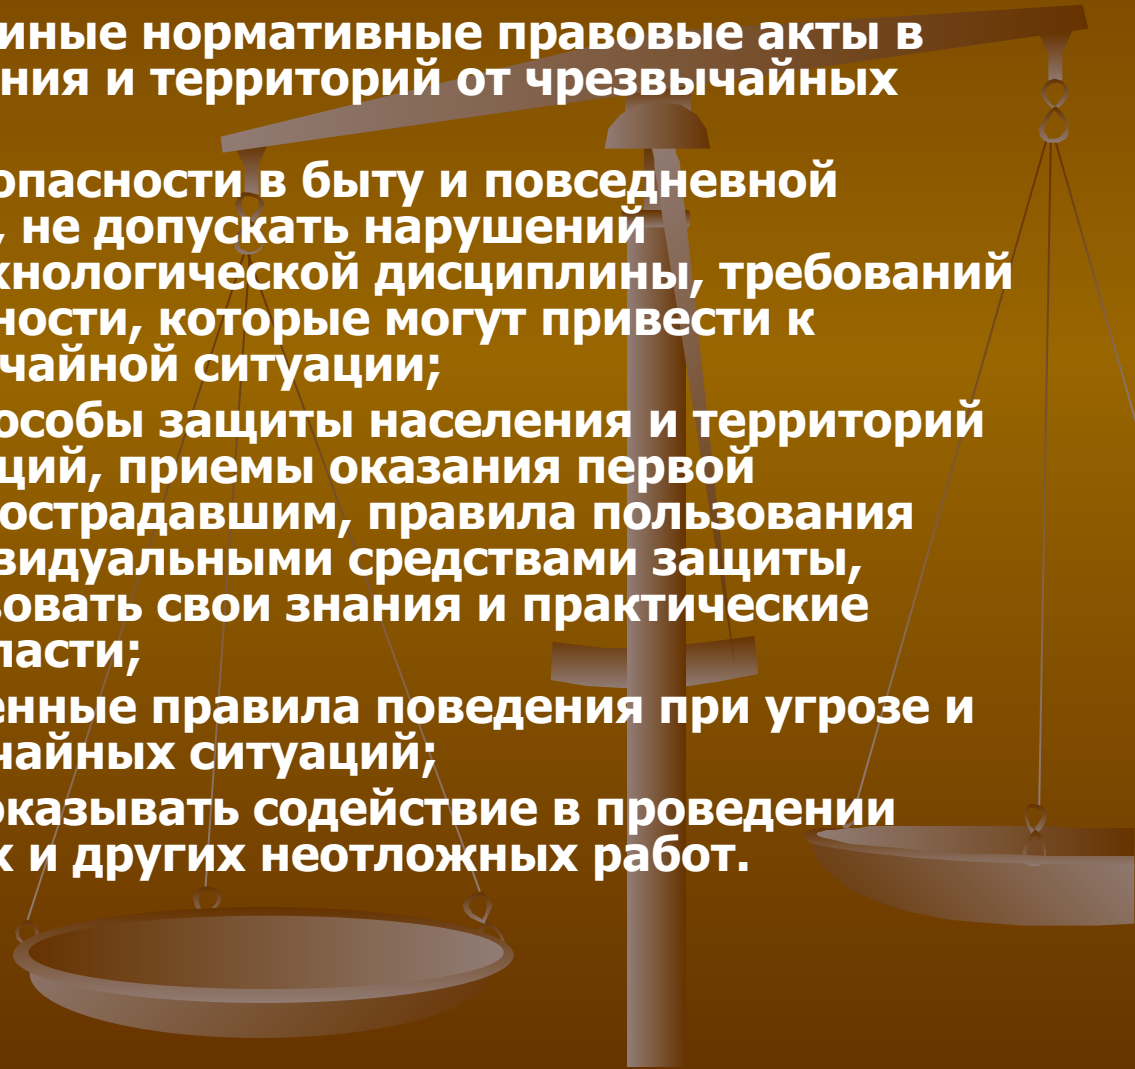 иные нормативные правовые акты в
ния и территорий от чрезвычайных
опасности в быту и повседневной
, не допускать нарушений
хнологической дисциплины, требований
ности, которые могут привести к
чайной ситуации;
особы защиты населения и территорий
ций, приемы оказания первой
острадавшим, правила пользования
видуальными средствами защиты,
зовать свои знания и практические
ласти;
енные правила поведения при угрозе и
чайных ситуаций;
оказывать содействие в проведении
х и других неотложных работ.